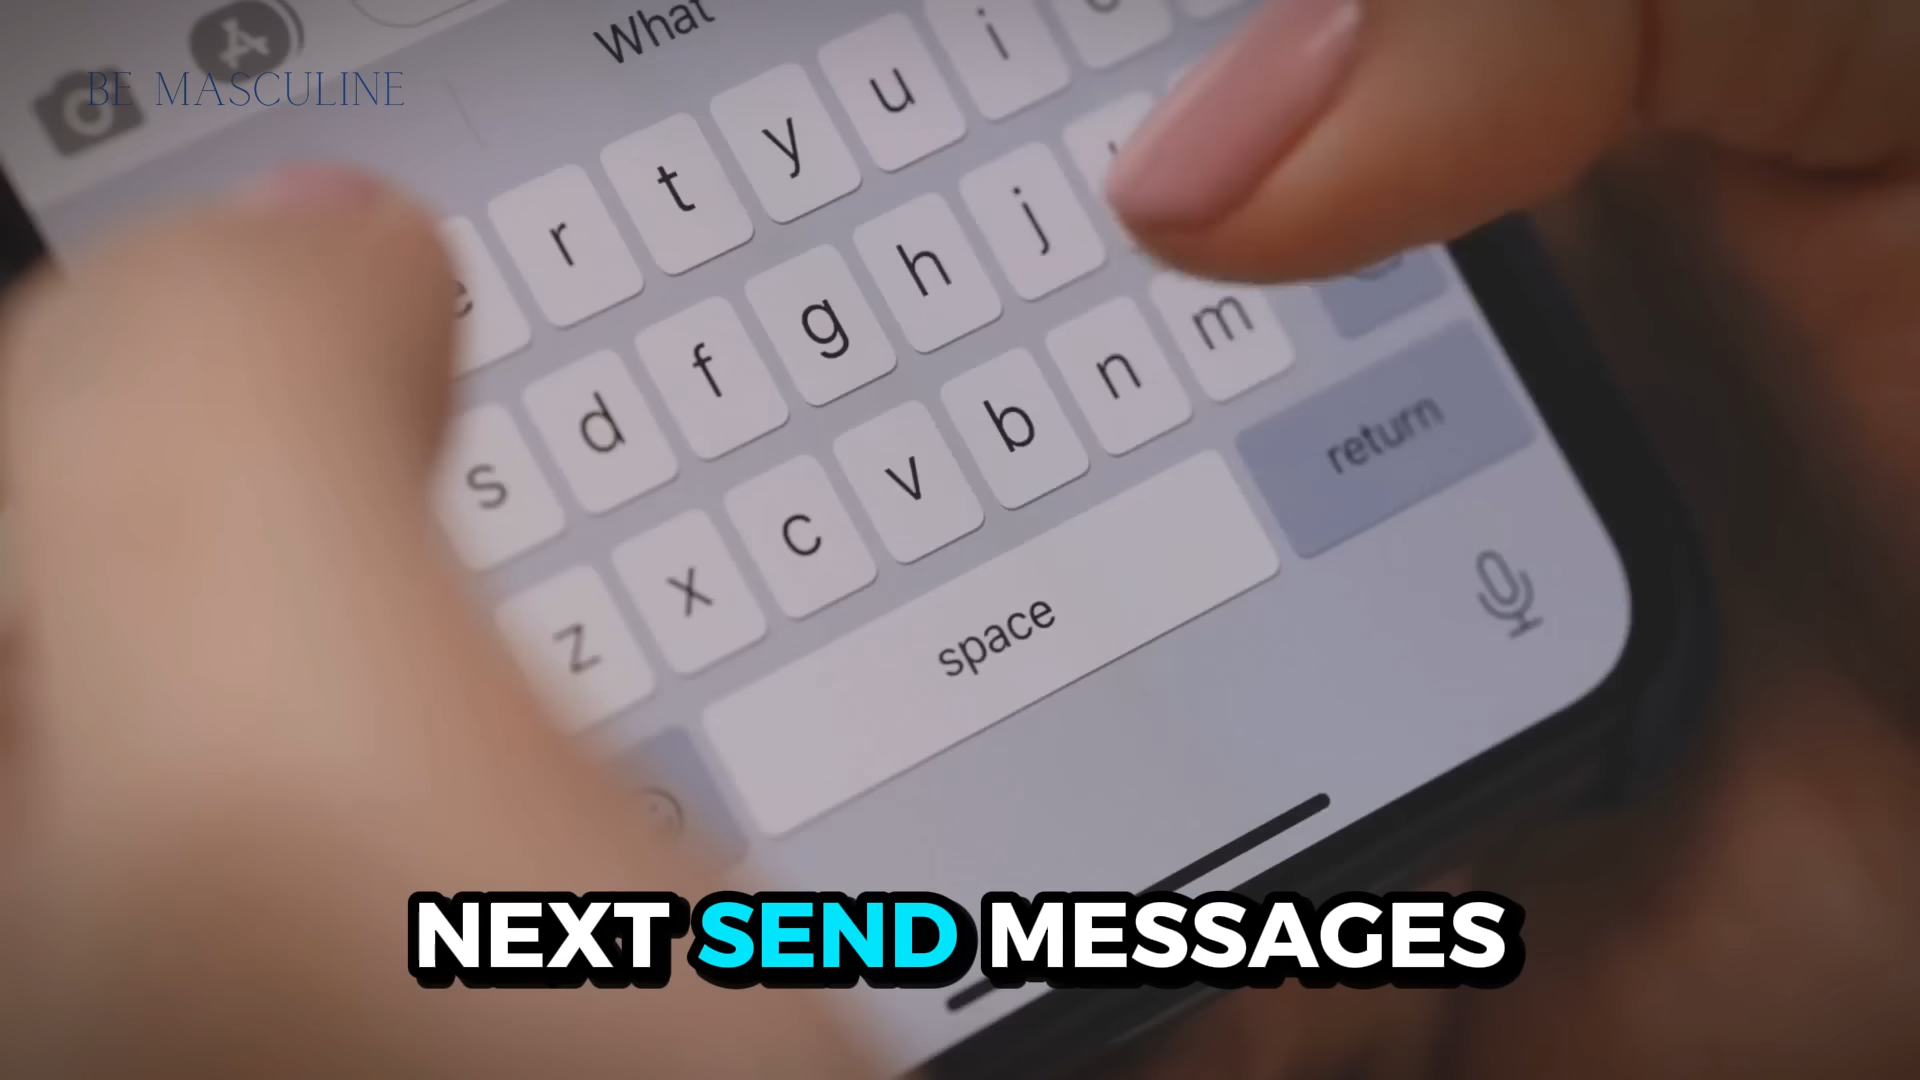 What
BE MASCULINE
r t y u i
s d f g h j
z x c v b n m
return
space
NEXT SEND MESSAGES